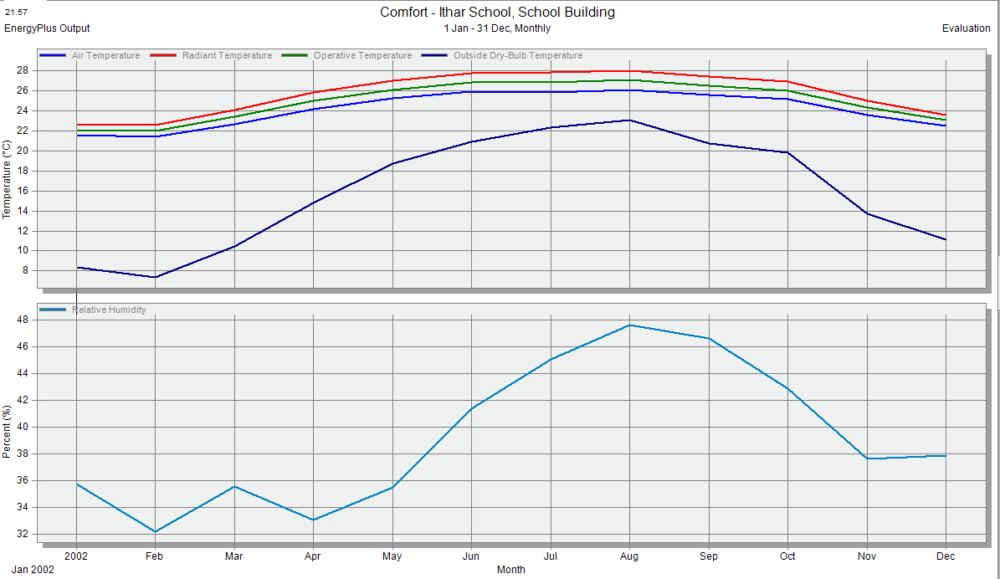 21.57
Comfort - Ithar School, School Building
EnergyPlus Output
1 Jan - 31 Dec, Monthly
Evaluation
Air Temperature Radiant Temperature Operative Temperature Outside Dry-Bulb Temperature
28
26
24
22
20
18
16
14
12
10
8
Temperature (°C)
Relative Humidity
48
46
44
42
40
38
36
34
32
Percent (%)
2002 Feb Mar Apr May Jun Jul Aug Sep Oct Nov Dec
Jan 2002
Month